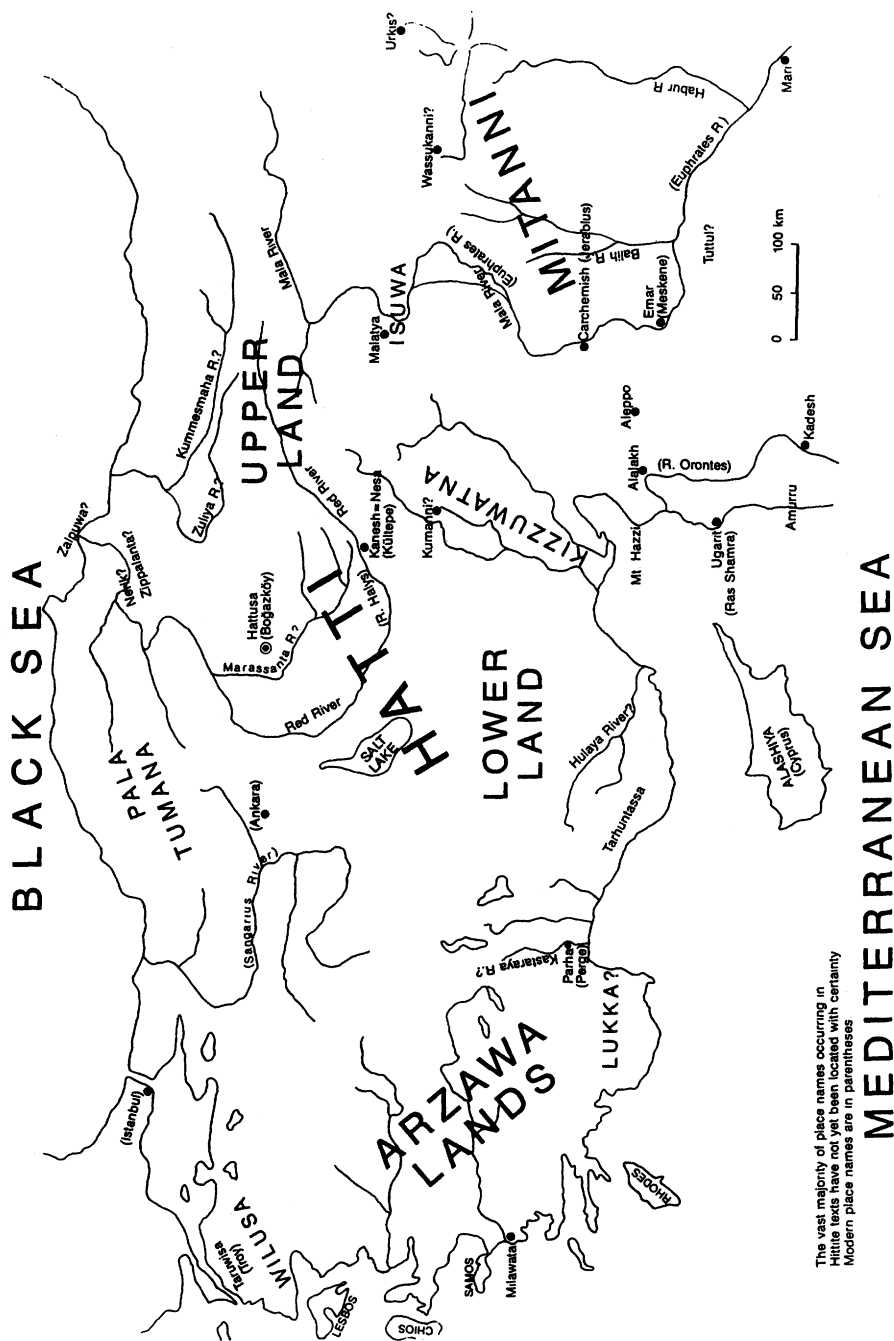 BLACK SEA
(Istanbul)
WILUSA
Taruwisa
(Troy)
LESBOS
CHIOS
SAMOS
Milawata
RHODES
ARZAWA
LANDS
LUKKA?
Kastaraya R.?
Parha
(Perge)
(Sangarrius River)
(Ankara)
PALA
TUMANA
Zalpuwa?
Nerik?
Zippalanta?
Hattusa
(Boğazköy)
Marassanta R.?
Red River
(R. Halys)
Red River
SALT
LAKE
HATTI
Zuliya R.?
Kummesmaha R.?
UPPER
LAND
Kanesh=Nesa
(Kültepe)
Kumanni?
KIZZUWATNA
LOWER
LAND
Hulaya River?
Tarhuntassa
Mala River
Malatya
ISUWA
Mala River
(Euphrates R.)
MITANNI
Wassukanni?
Urkis?
Habur R
(Euphrates R)
Mari
Balih R
Tuttul?
Carchemish (Jerablus)
Emar
(Meskene)
Aleppo
Alalakh
(R. Orontes)
Kadesh
Mt Hazzi
Ugarit
(Ras Shamra)
Amurru
ALASHIYA
(Cyprus)
0 50 100 km
The vast majority of place names occurring in
Hittite texts have not yet been located with certainty
Modern place names are in parentheses
MEDITERRANEAN SEA